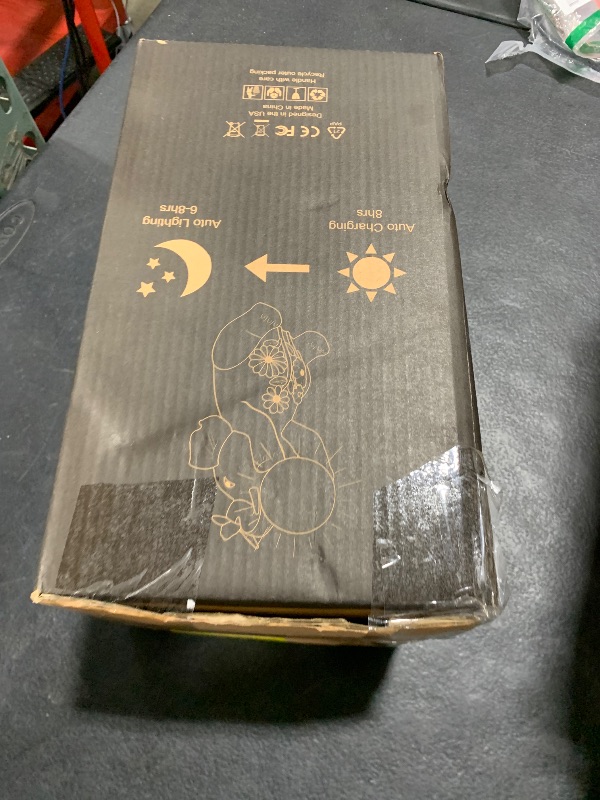 Auto Charging
8hrs
Auto Lighting
6-8hrs
PAP
CE FC
Designed in the USA
Made in China
Handle with care
Recycle outer packing